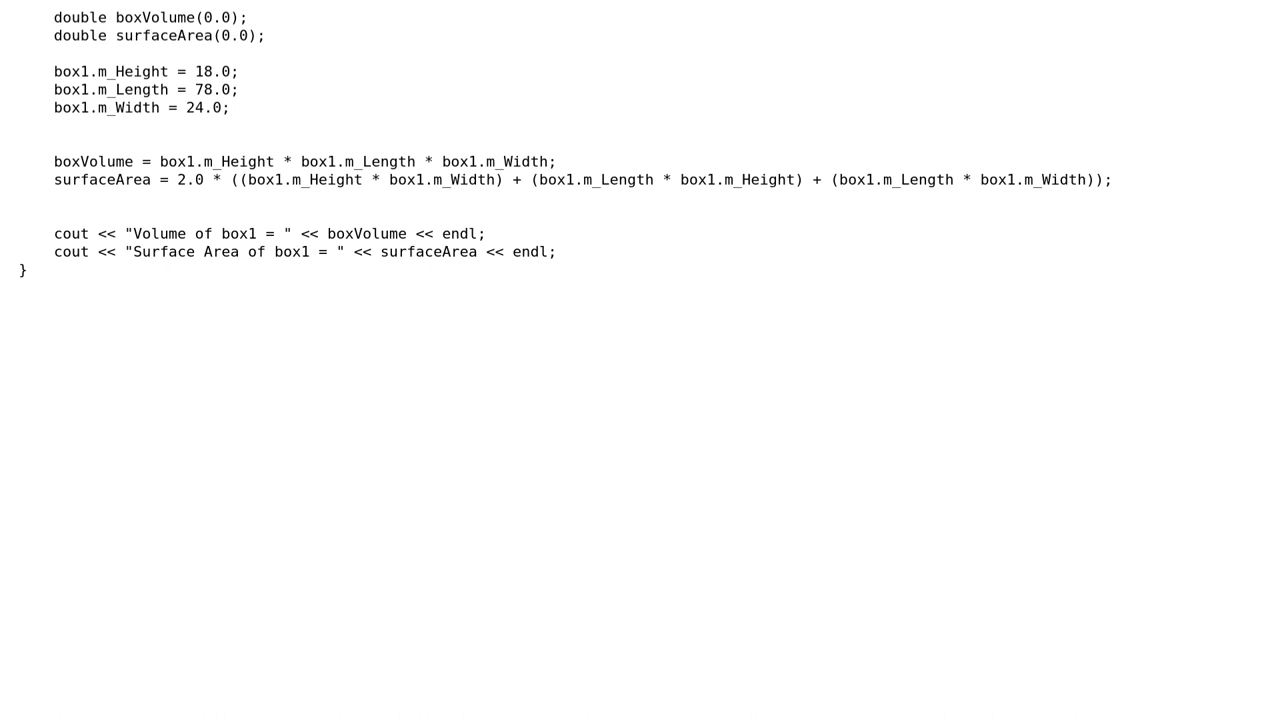 double boxVolume(0.0);
double surfaceArea(0.0);
box1.m_Height = 18.0;
box1.m_Length = 78.0;
box1.m_Width = 24.0;
boxVolume = box1.m_Height * box1.m_Length * box1.m_Width;
surfaceArea = 2.0 * ((box1.m_Height * box1.m_Width) + (box1.m_Length * box1.m_Height) + (box1.m_Length * box1.m_Width));
cout << "Volume of box1 = " << boxVolume << endl;
cout << "Surface Area of box1 = " << surfaceArea << endl;
}